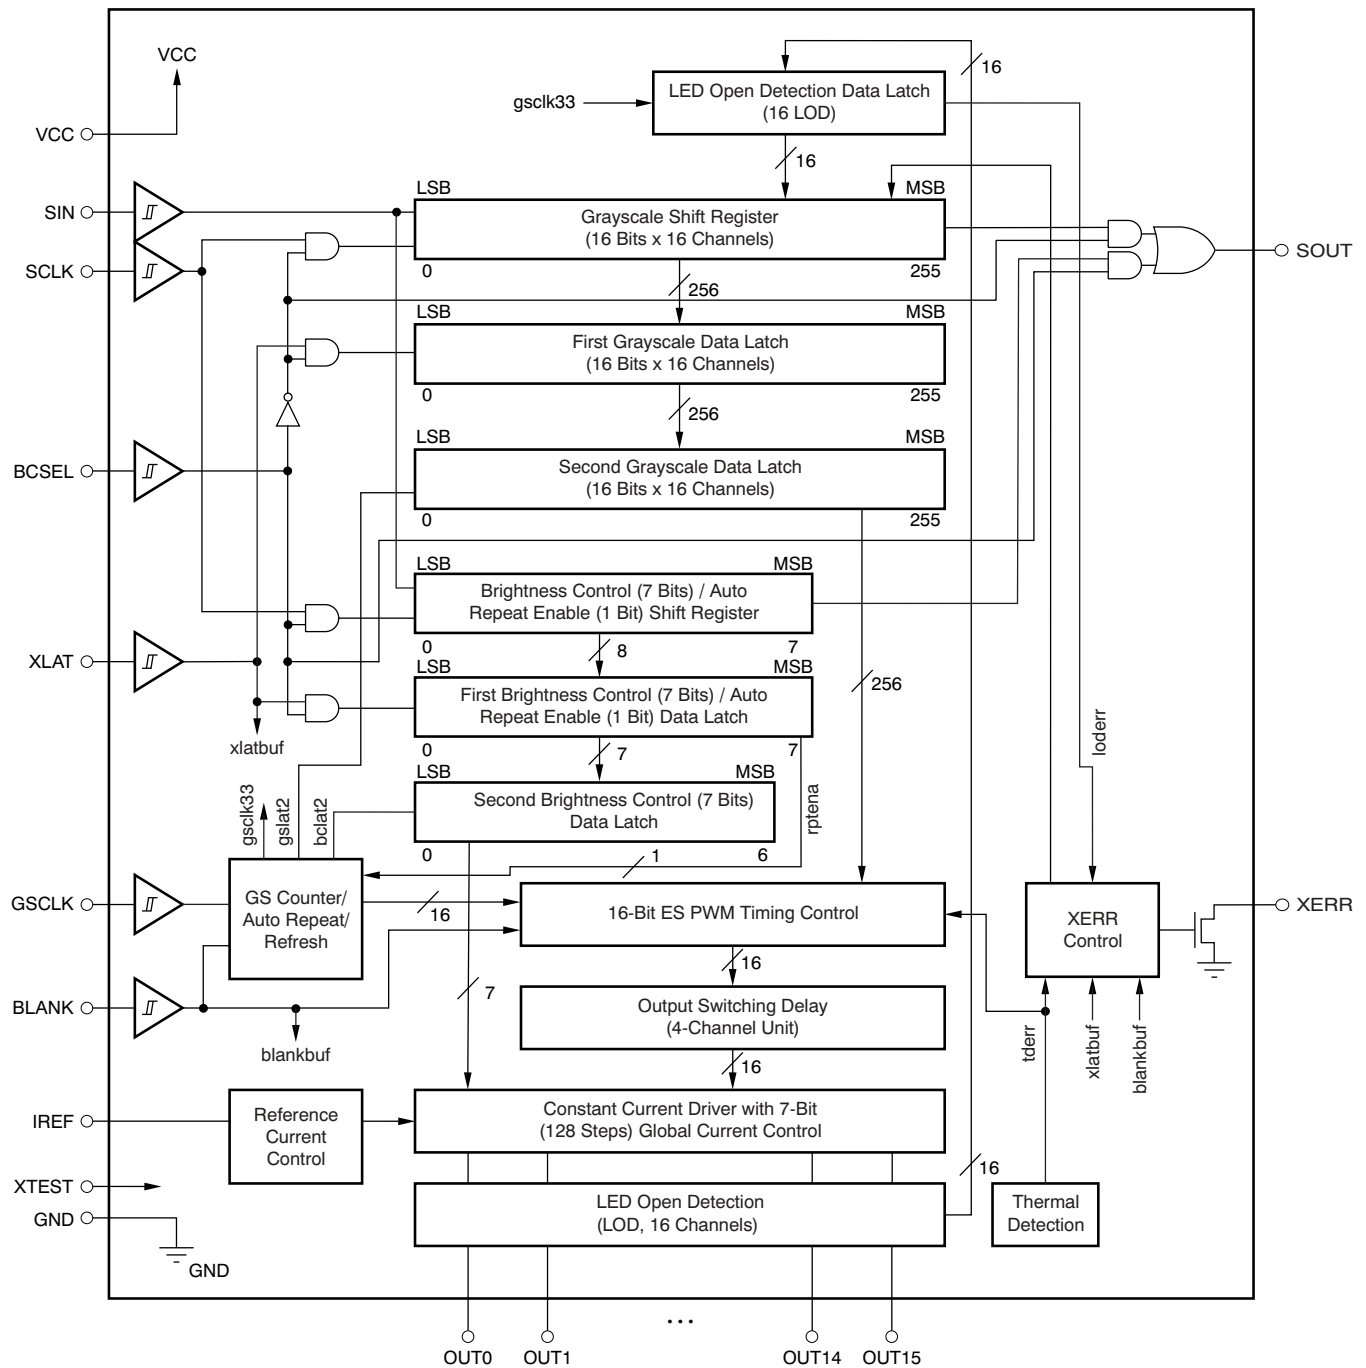 VCC
VCC
16
LED Open Detection Data Latch
(16 LOD)
gsclk33
16
LSB
MSB
SIN
Grayscale Shift Register
(16 Bits x 16 Channels)
SCLK
0
255
SOUT
256
LSB
MSB
First Grayscale Data Latch
(16 Bits x 16 Channels)
0
255
256
LSB
MSB
BCSEL
Second Grayscale Data Latch
(16 Bits x 16 Channels)
0
255
LSB
MSB
Brightness Control (7 Bits) / Auto
Repeat Enable (1 Bit) Shift Register
0
7
8
XLAT
LSB
MSB
256
First Brightness Control (7 Bits) / Auto
Repeat Enable (1 Bit) Data Latch
xlatbuf
0
7
7
loderr
LSB
MSB
gsclk33
gslat2
bclat2
Second Brightness Control (7 Bits)
Data Latch
rptena
0
1
6
GSCLK
GS Counter/
Auto Repeat/
Refresh
16
16-Bit ES PWM Timing Control
XERR
Control
XERR
16
7
BLANK
blankbuf
Output Switching Delay
(4-Channel Unit)
tderr
xlatbuf
blankbuf
16
IREF
Reference
Current
Control
Constant Current Driver with 7-Bit
(128 Steps) Global Current Control
16
XTEST
GND
GND
LED Open Detection
(LOD, 16 Channels)
Thermal
Detection
...
OUT0
OUT1
OUT14
OUT15